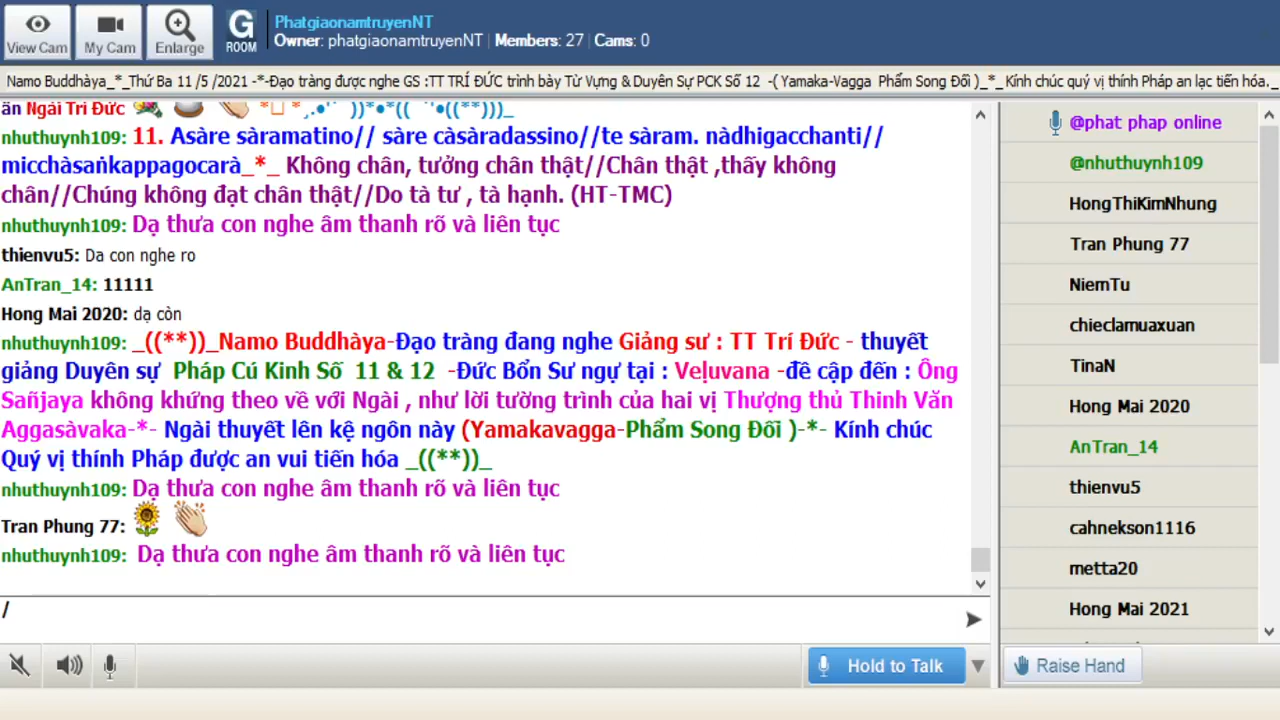 View Cam
My Cam
Enlarge
G
ROOM
PhatgiaonamtruyenNT
Owner: phatgiaonamtruyenNT | Members: 27 | Cams: 0
Namo Buddhàya_*_Thứ Ba 11 /5 /2021 -*-Đạo tràng được nghe GS :TT TRÍ ĐỨC trình bày Từ Vựng & Duyên Sự PCK Số 12 -( Yamaka-Vagga Phẩm Song Đối )_*_ Kính chúc quý vị thính Pháp an lạc tiến hóa._
ân Ngài Tri Đức
nhuthuynh109: 11. Asàre sàramatino// sàre càsàradassino//te sàram. nàdhigacchanti//
micchàsaṅkappagocarà_*_ Không chân, tưởng chân thật//Chân thật ,thấy không
chân//Chúng không đạt chân thật//Do tà tư , tà hạnh. (HT-TMC)
nhuthuynh109: Dạ thưa con nghe âm thanh rõ và liên tục
thienvu5: Da con nghe ro
AnTran_14: 11111
Hong Mai 2020: dạ còn
nhuthuynh109: _((**))_Namo Buddhàya-Đạo tràng đang nghe Giảng sư : TT Trí Đức - thuyết
giảng Duyên sự Pháp Cú Kinh Số 11 & 12 -Đức Bổn Sư ngự tại : Veḷuvana -đề cập đến : Ông
Sañjaya không khứng theo về với Ngài , như lời tường trình của hai vị Thượng thủ Thinh Văn
Aggasàvaka-*- Ngài thuyết lên kệ ngôn này (Yamakavagga-Phẩm Song Đối )-*- Kính chúc
Quý vị thính Pháp được an vui tiến hóa _((**))_
nhuthuynh109: Dạ thưa con nghe âm thanh rõ và liên tục
Tran Phung 77:
nhuthuynh109: Dạ thưa con nghe âm thanh rõ và liên tục
/
Hold to Talk
@phat phap online
@nhuthuynh109
HongThiKimNhung
Tran Phung 77
NiemTu
chieclamuaxuan
TinaN
Hong Mai 2020
AnTran_14
thienvu5
cahnekson1116
metta20
Hong Mai 2021
Raise Hand